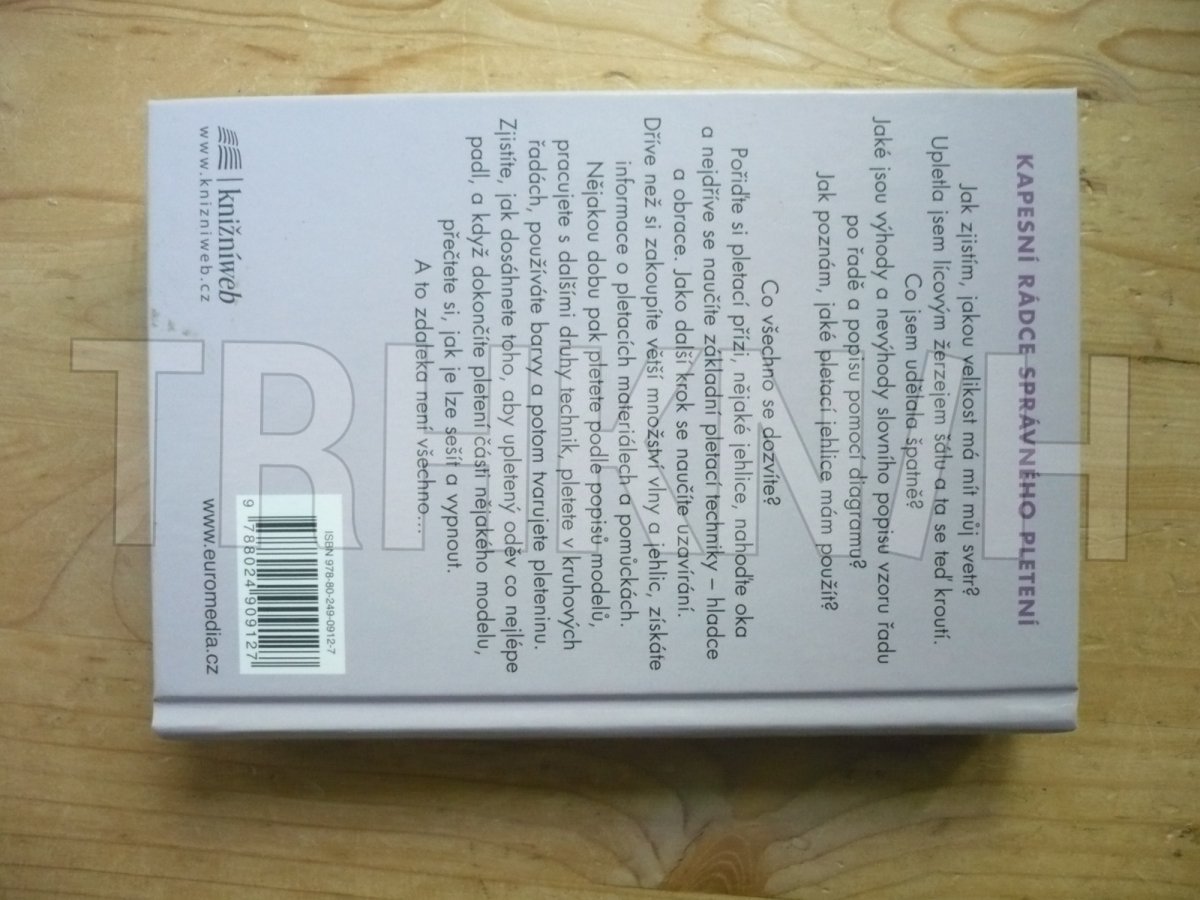 KAPESNÍ RÁDCE SPRÁVNÉHO PLETENÍ
Jak zjistím, jakou velikost má mít můj svetr?
Upletla jsem lícovým žerzejem šálu a ta se teď kroutí.
Co jsem udělala špatně?
Jaké jsou výhody a nevýhody slovního popisu vzoru řadu
po řadě a popisu pomocí diagramu?
Jak poznám, jaké pletací jehlice mám použít?
Co všechno se dozvíte?
Pořiďte si pletací přízi, nějaké jehlice, nahoďte oka
a nejdříve se naučíte základní pletací techniky – hladce
a obrace. Jako další krok se naučíte uzavírání.
Dříve než si zakoupíte větší množství vlny a jehlic, získáte
informace o pletacích materiálech a pomůckách.
Nějakou dobu pak pletete podle popisů modelů,
pracujete s dalšími druhy technik, pletete v kruhových
řadách, používáte barvy a potom tvarujete pleteninu.
Zjistíte, jak dosáhnete toho, aby upletený oděv co nejlépe
padl, a když dokončíte pletení částí nějakého modelu,
přečtete si, jak je lze sešít a vypnout.
A to zdaleka není všechno....
knižníweb
www.knizniweb.cz
ISBN 978-80-249-0912-7
9 788024 909127
www.euromedia.cz